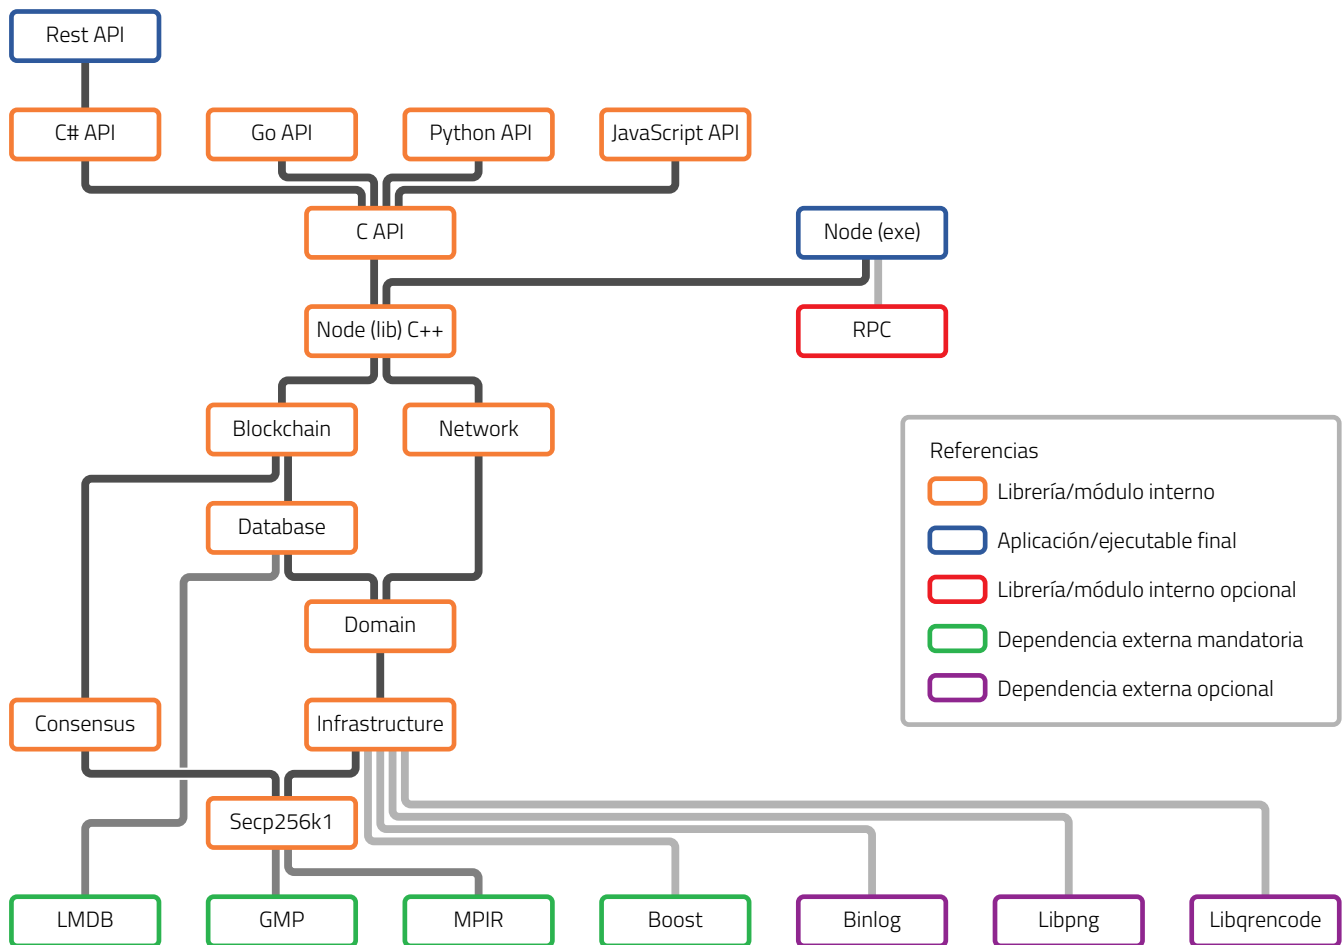 Rest API
C# API
Go API
Python API
JavaScript API
C API
Node (exe)
Node (lib) C++
RPC
Blockchain
Network
Database
Domain
Consensus
Infrastructure
Secp256k1
LMDB
GMP
MPIR
Boost
Binlog
Libpng
Libqrencode
Referencias
Librería/módulo interno
Aplicación/ejecutable final
Librería/módulo interno opcional
Dependencia externa mandatoria
Dependencia externa opcional